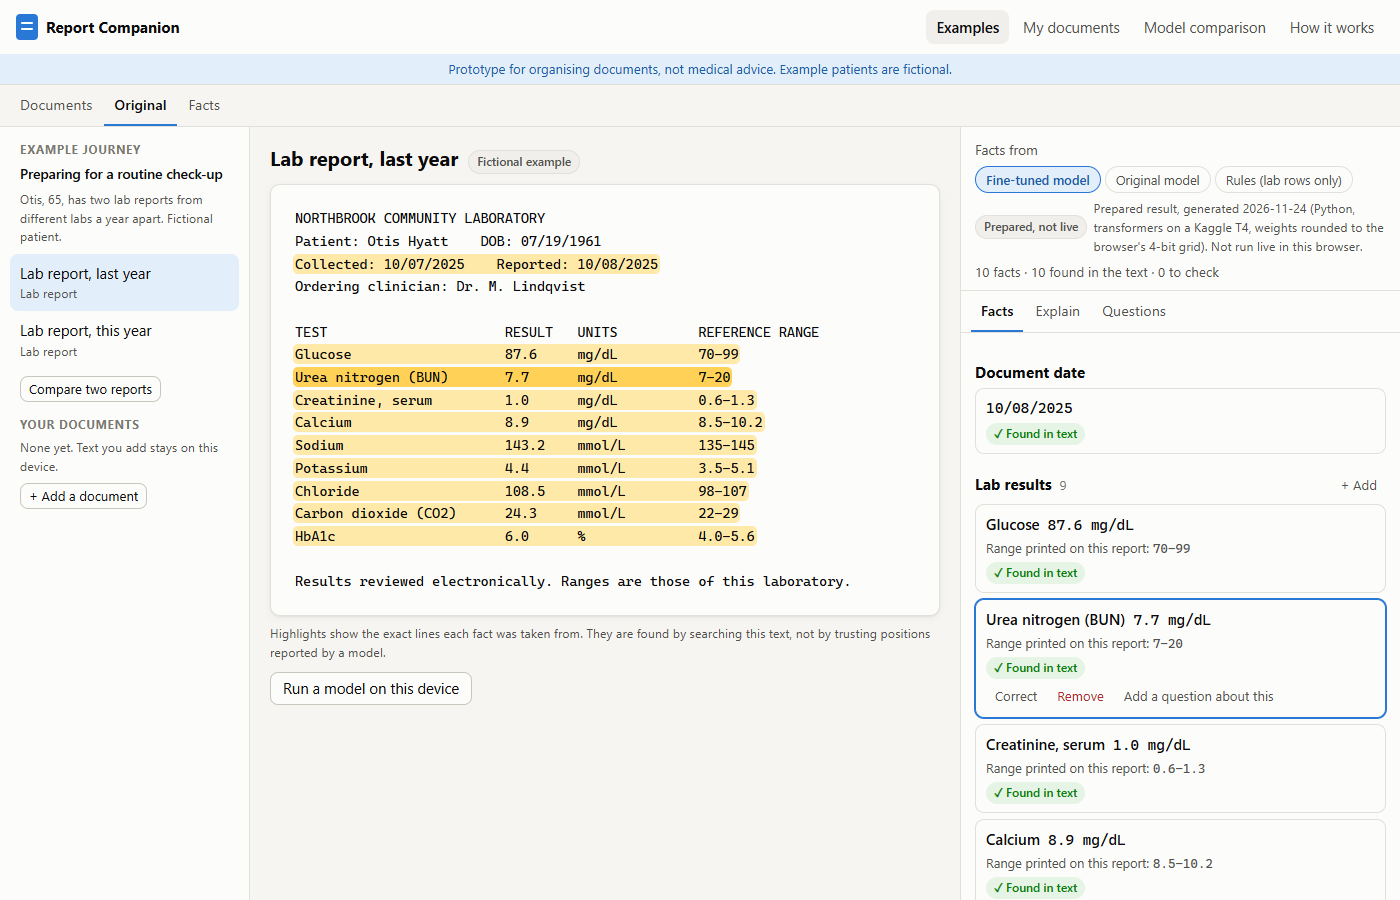 Report Companion
Examples
My documents
Model comparison
How it works
Prototype for organising documents, not medical advice. Example patients are fictional.
Documents
Original
Facts
EXAMPLE JOURNEY
Preparing for a routine check-up
Otis, 65, has two lab reports from
different labs a year apart. Fictional
patient.
Lab report, last year
Lab report
Lab report, this year
Lab report
Compare two reports
YOUR DOCUMENTS
None yet. Text you add stays on this
device.
+ Add a document
Lab report, last year
Fictional example
NORTHBROOK COMMUNITY LABORATORY
Patient: Otis Hyatt    DOB: 07/19/1961
Collected: 10/07/2025    Reported: 10/08/2025
Ordering clinician: Dr. M. Lindqvist
TEST    RESULT    UNITS    REFERENCE RANGE
Glucose    87.6    mg/dL    70–99
Urea nitrogen (BUN)    7.7    mg/dL    7–20
Creatinine, serum    1.0    mg/dL    0.6–1.3
Calcium    8.9    mg/dL    8.5–10.2
Sodium    143.2    mmol/L    135–145
Potassium    4.4    mmol/L    3.5–5.1
Chloride    108.5    mmol/L    98–107
Carbon dioxide (CO2)    24.3    mmol/L    22–29
HbA1c    6.0    %    4.0–5.6
Results reviewed electronically. Ranges are those of this laboratory.
Highlights show the exact lines each fact was taken from. They are found by searching this text, not by trusting positions
reported by a model.
Run a model on this device
Facts from
Fine-tuned model
Original model
Rules (lab rows only)
Prepared, not live
Prepared result, generated 2026-11-24 (Python,
transformers on a Kaggle T4, weights rounded to the
browser's 4-bit grid). Not run live in this browser.
10 facts · 10 found in the text · 0 to check
Facts
Explain
Questions
Document date
10/08/2025
✓ Found in text
Lab results 9
+ Add
Glucose 87.6 mg/dL
Range printed on this report: 70–99
✓ Found in text
Urea nitrogen (BUN) 7.7 mg/dL
Range printed on this report: 7–20
✓ Found in text
Correct
Remove
Add a question about this
Creatinine, serum 1.0 mg/dL
Range printed on this report: 0.6–1.3
✓ Found in text
Calcium 8.9 mg/dL
Range printed on this report: 8.5–10.2
✓ Found in text